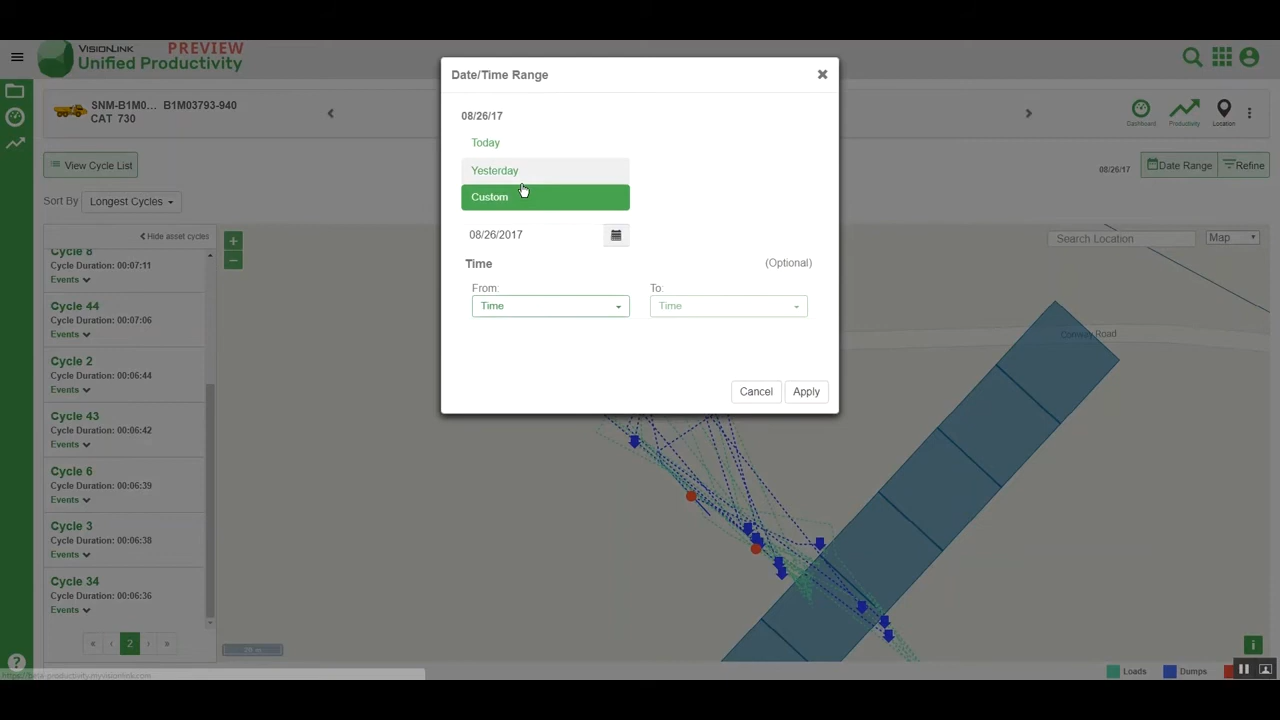 VISIONLINK PREVIEW
Unified Productivity
SNM-B1M0... B1M03793-940
CAT 730
Cashboard
Productivity
Location
View Cycle List
08/26/17
Date Range
Refine
Sort By
Longest Cycles
Hide asset cycles
Cycle 8
Cycle Duration: 00:07:11
Events
Cycle 44
Cycle Duration: 00:07:06
Events
Cycle 2
Cycle Duration: 00:06:44
Events
Cycle 43
Cycle Duration: 00:06:42
Events
Cycle 6
Cycle Duration: 00:06:39
Events
Cycle 3
Cycle Duration: 00:06:38
Events
Cycle 34
Cycle Duration: 00:06:36
Events
« ‹ 2 › »
Date/Time Range
08/26/17
Today
Yesterday
Custom
08/26/2017
Time
(Optional)
From:
To:
Time
Time
Cancel
Apply
Search Location
Map
Conway Road
Loads
Dumps